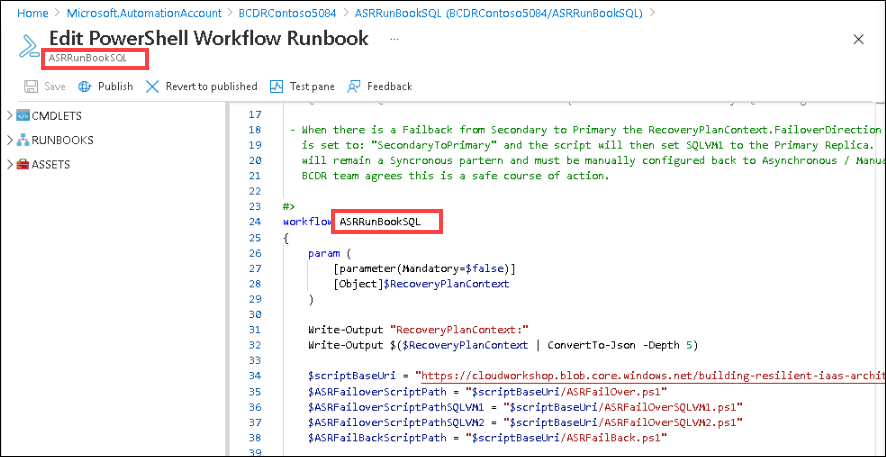 Home > Microsoft.AutomationAccount > BCDRContoso5084 > ASRRunBookSQL (BCDRContoso5084/ASRRunBookSQL) >
Edit PowerShell Workflow Runbook ...
ASRRunBookSQL
Save Publish Revert to published Test pane Feedback
CMDLETS
RUNBOOKS
ASSETS
17
18 - When there is a Failback from Secondary to Primary the RecoveryPlanContext.FailoverDirection
19 is set to: "SecondaryToPrimary" and the script will then set SQLVM1 to the Primary Replica.
20 will remain a Syncronous partern and must be manually configured back to Asynchronous / Manua
21 BCDR team agrees this is a safe course of action.
22
23 #>
24 workflow ASRRunBookSQL
25 {
26 param (
27 [parameter(Mandatory=$false)]
28 [Object]$RecoveryPlanContext
29 )
30
31 Write-Output "RecoveryPlanContext:"
32 Write-Output $($RecoveryPlanContext | ConvertTo-Json -Depth 5)
33
34 $scriptBaseUri = "https://cloudworkshop.blob.core.windows.net/building-resilient-iaas-archit
35 $ASRFailoverScriptPath = "$scriptBaseUri/ASRFailOver.ps1"
36 $ASRFailoverScriptPathSQLVM1 = "$scriptBaseUri/ASRFailOverSQLVM1.ps1"
37 $ASRFailoverScriptPathSQLVM2 = "$scriptBaseUri/ASRFailOverSQLVM2.ps1"
38 $ASRFailBackScriptPath = "$scriptBaseUri/ASRFailBack.ps1"
39